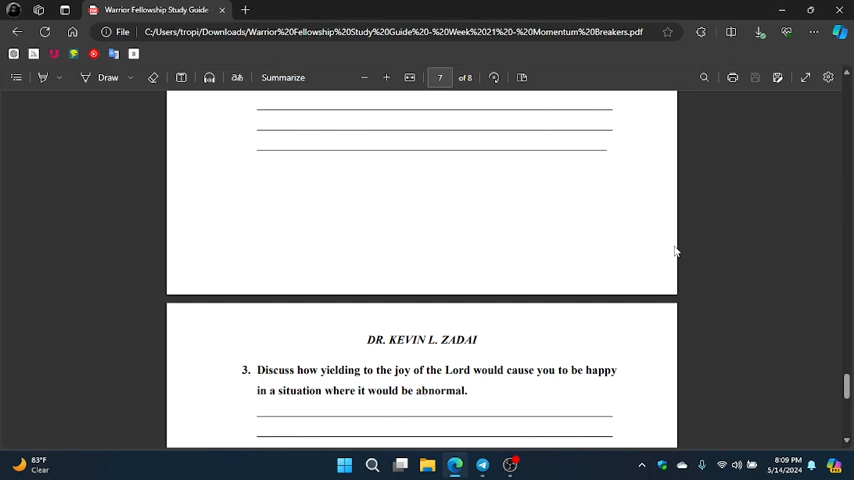 Warrior Fellowship Study Guide -
File
C:/Users/tropi/Downloads/Warrior%20Fellowship%20Study%20Guide%20-%20Week%2021%20-%20Momentum%20Breakers.pdf
Draw
aあ
Summarize
7
of 8
DR. KEVIN L. ZADAI
3. Discuss how yielding to the joy of the Lord would cause you to be happy
in a situation where it would be abnormal.
83°F
Clear
8:09 PM
5/14/2024